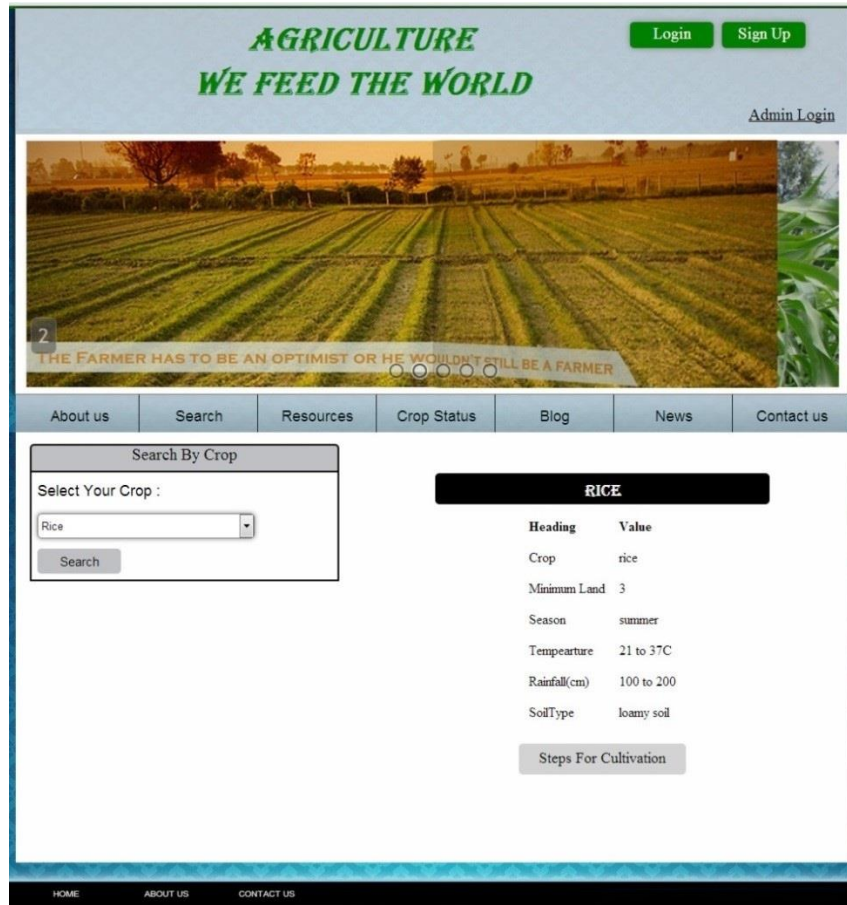 AGRICULTURE
WE FEED THE WORLD
Login
Sign Up
Admin Login
2
THE FARMER HAS TO BE AN OPTIMIST OR HE WOULDN'T STILL BE A FARMER
About us
Search
Resources
Crop Status
Blog
News
Contact us
Search By Crop
Select Your Crop :
Rice
Search
RICE
Heading Value
Crop rice
Minimum Land 3
Season summer
Tempearture 21 to 37C
Rainfall(cm) 100 to 200
SoilType loamy soil
Steps For Cultivation
HOME ABOUT US CONTACT US